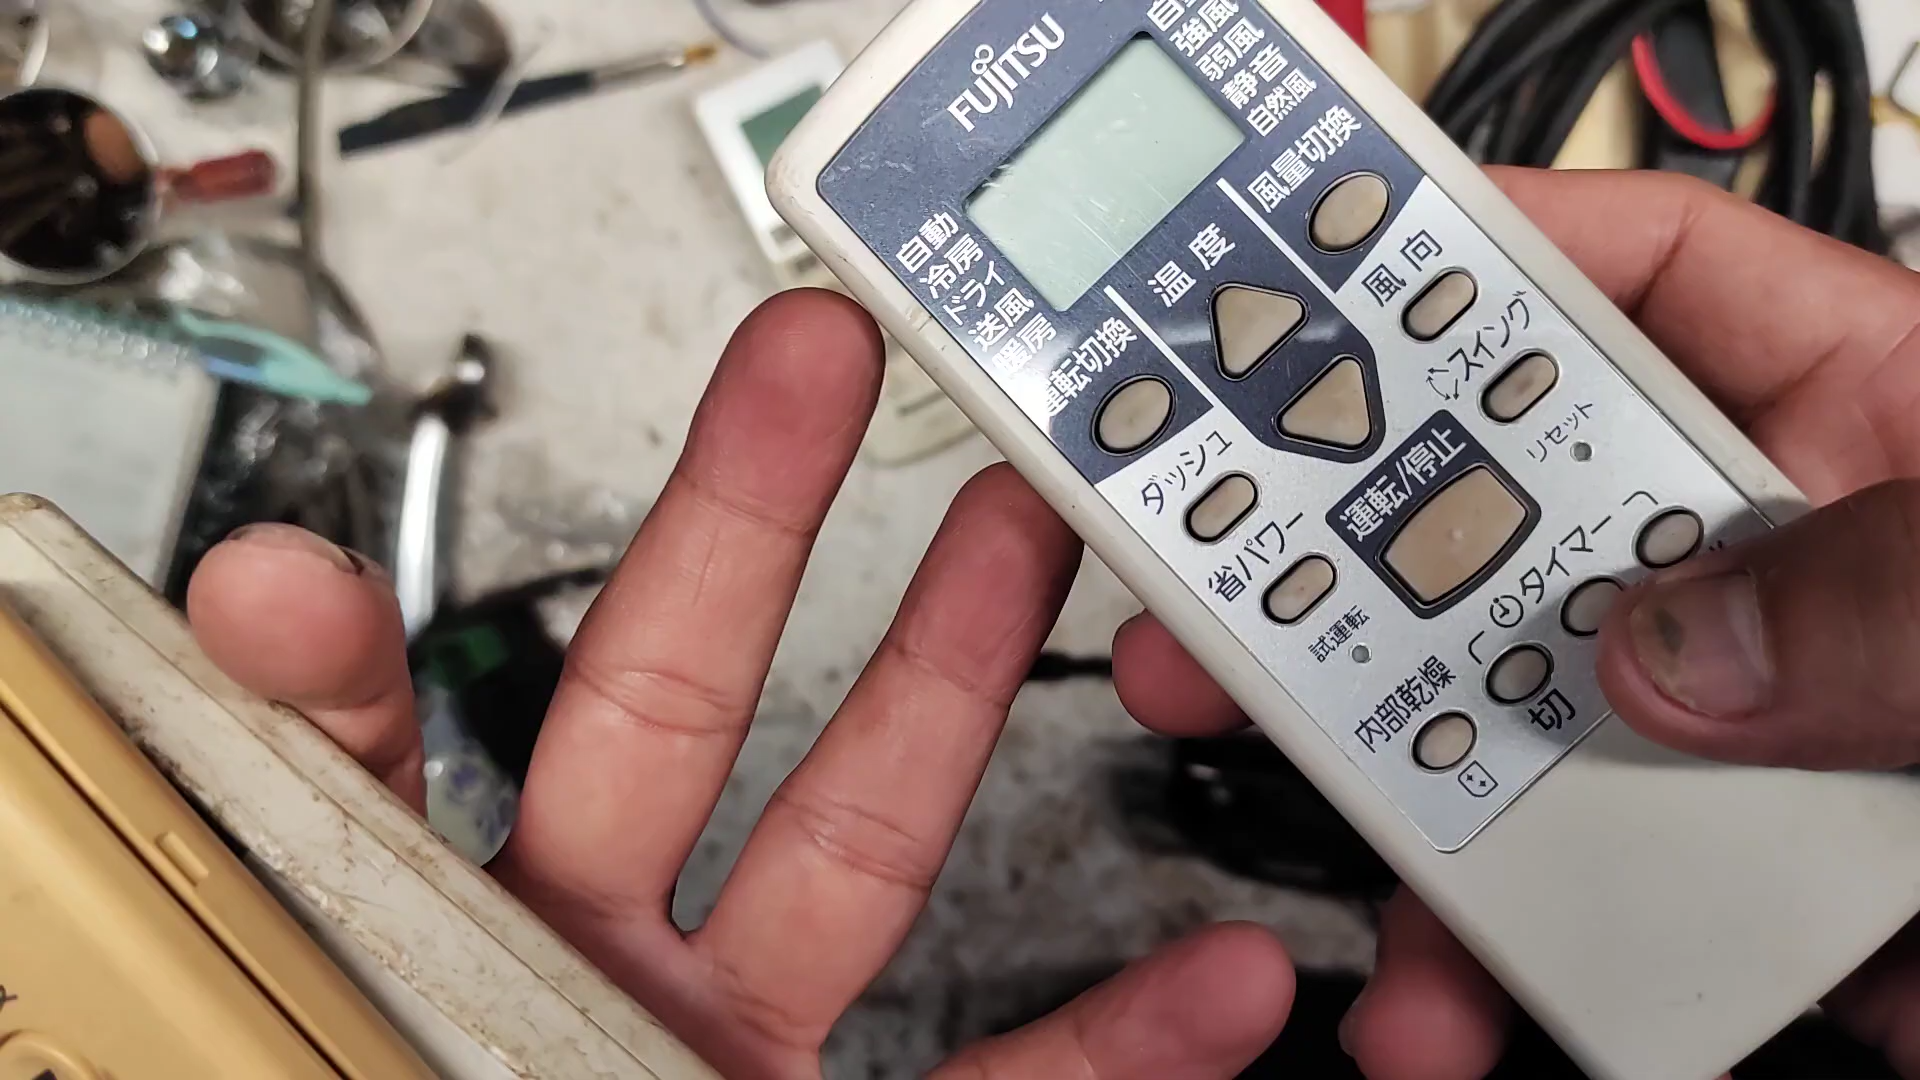 FUJITSU
強風
弱風
静音
自然風
風量切換
自動
冷房
ドライ
送風
暖房
運転切換
温度
風向
スイング
リセット
ダッシュ
運転/停止
省パワー
試運転
タイマー
内部乾燥
切